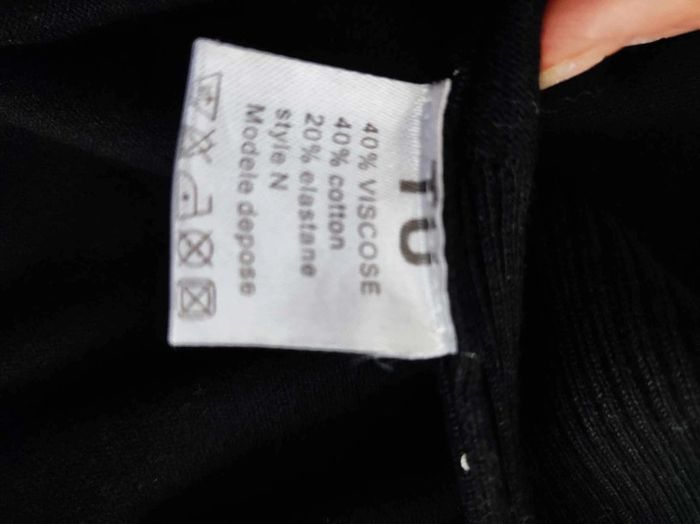 TU
40% VISCOSE
40% cotton
20% elastane
style N
Modele depose